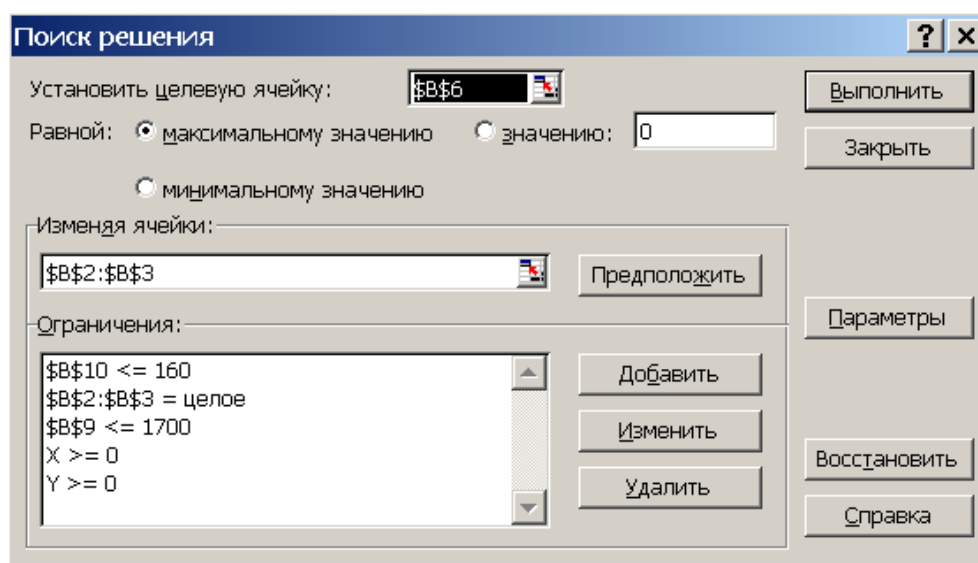 Поиск решения
Установить целевую ячейку: $B$6
Выполнить
Равной: максимальному значению значению: 0
Закрыть
минимальному значению
Изменяя ячейки:
$B$2:$B$3
Предположить
Параметры
Ограничения:
$B$10 <= 160
$B$2:$B$3 = целое
$B$9 <= 1700
X >= 0
Y >= 0
Добавить
Изменить
Удалить
Восстановить
Справка